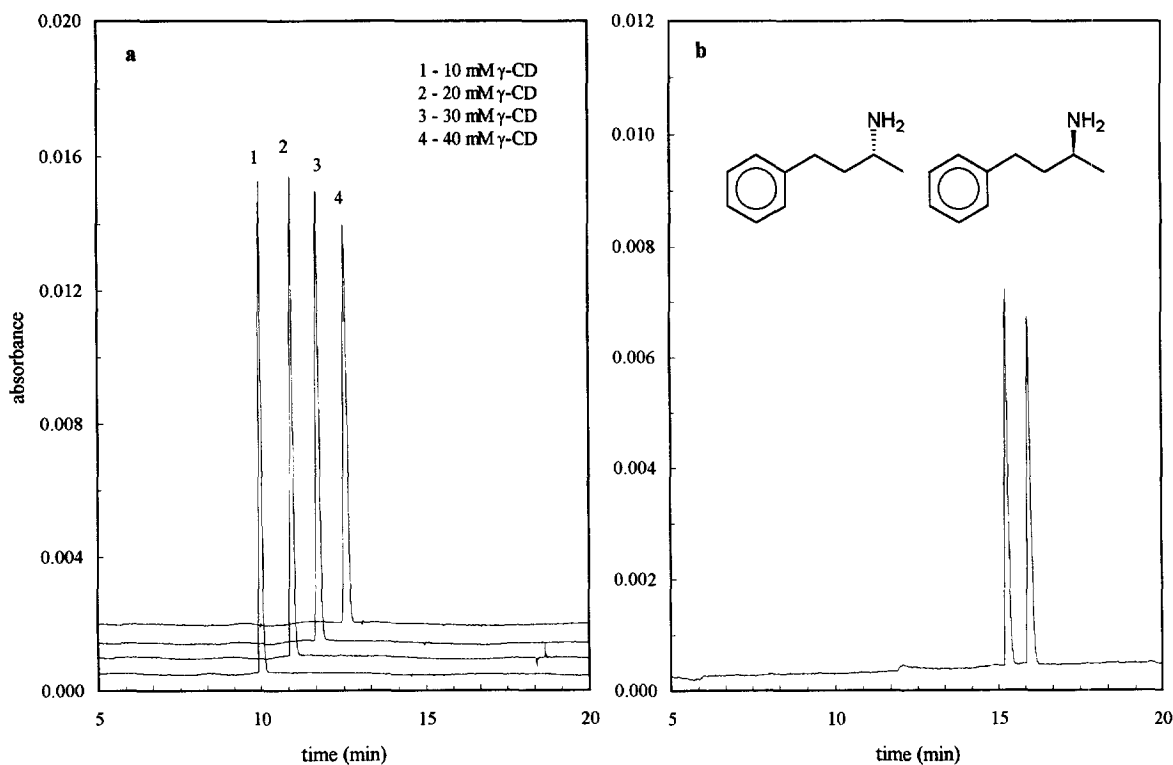 a
1 - 10 mM γ-CD
2 - 20 mM γ-CD
3 - 30 mM γ-CD
4 - 40 mM γ-CD
1
2
3
4
0.020
0.016
0.012
0.008
0.004
0.000
absorbance
5
10
15
20
time (min)
b
NH2
NH2
0.012
0.010
0.008
0.006
0.004
0.002
0.000
5
10
15
20
time (min)